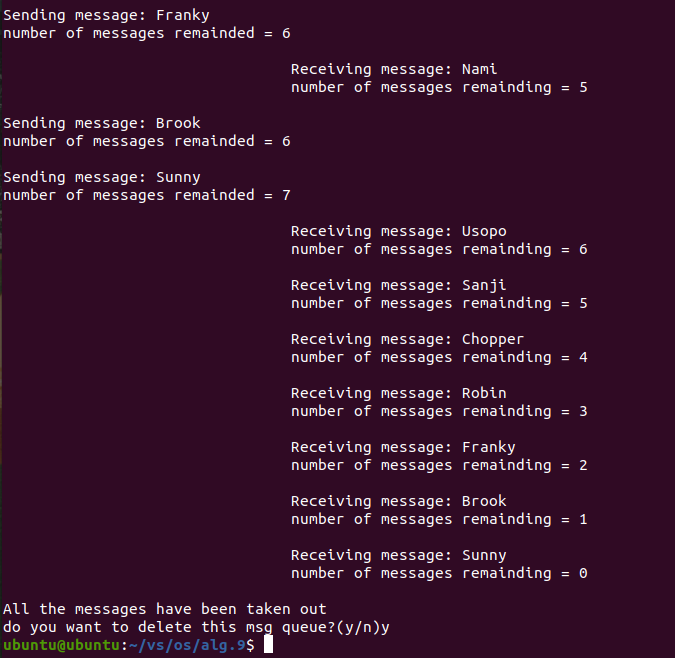 Sending message: Franky
number of messages remainded = 6
Receiving message: Nami
number of messages remainding = 5
Sending message: Brook
number of messages remainded = 6
Sending message: Sunny
number of messages remainded = 7
Receiving message: Usopo
number of messages remainding = 6
Receiving message: Sanji
number of messages remainding = 5
Receiving message: Chopper
number of messages remainding = 4
Receiving message: Robin
number of messages remainding = 3
Receiving message: Franky
number of messages remainding = 2
Receiving message: Brook
number of messages remainding = 1
Receiving message: Sunny
number of messages remainding = 0
All the messages have been taken out
do you want to delete this msg queue?(y/n)y
ubuntu@ubuntu:~/vs/os/alg.9$